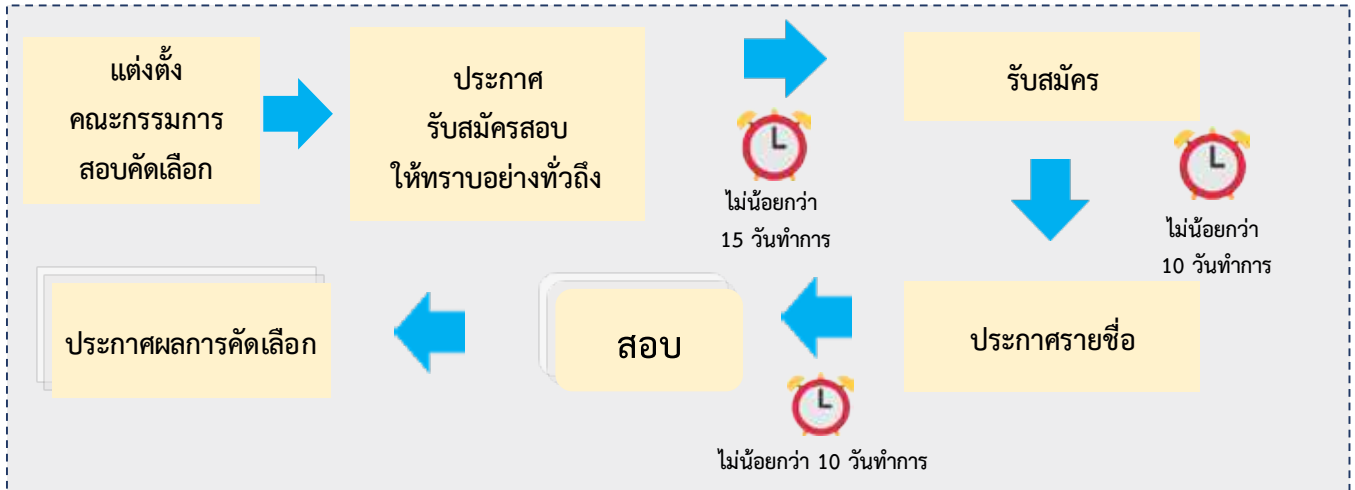 แต่งตั้ง
คณะกรรมการ
สอบคัดเลือก
ประกาศ
รับสมัครสอบ
ให้ทราบอย่างทั่วถึง
ไม่น้อยกว่า
15 วันทำการ
รับสมัคร
ไม่น้อยกว่า
10 วันทำการ
ประกาศรายชื่อ
ไม่น้อยกว่า 10 วันทำการ
สอบ
ประกาศผลการคัดเลือก